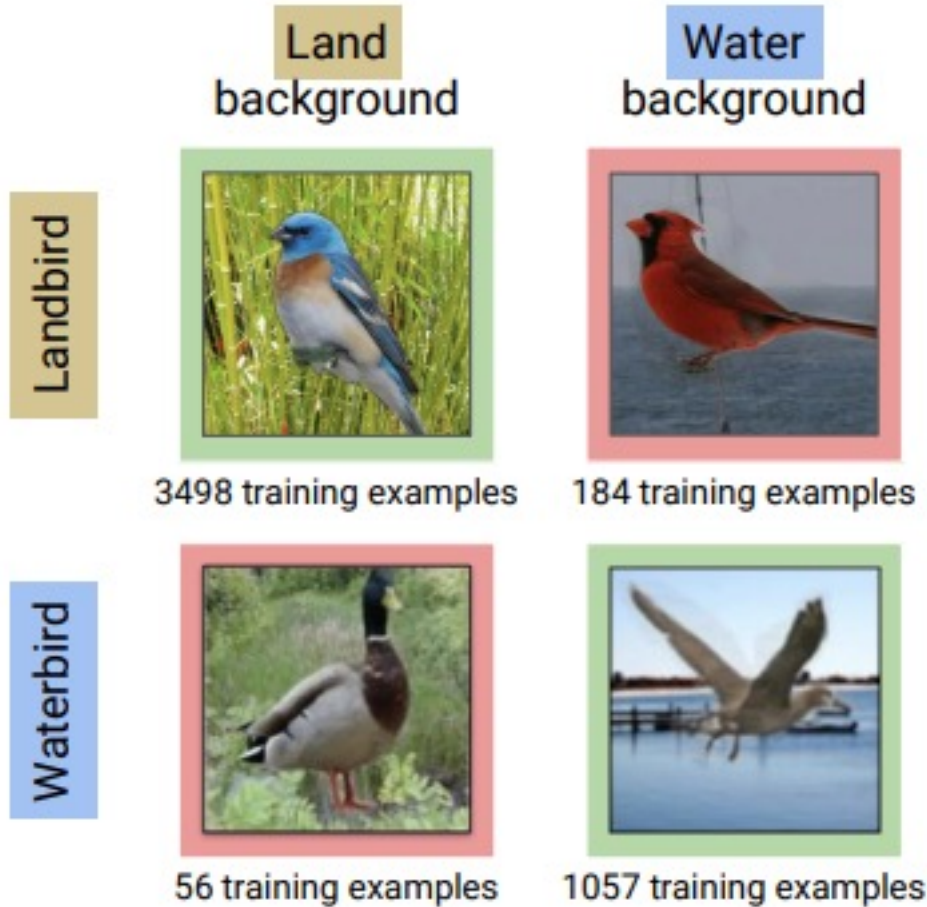 Land
background
Water
background
Landbird
3498 training examples
184 training examples
Waterbird
56 training examples
1057 training examples